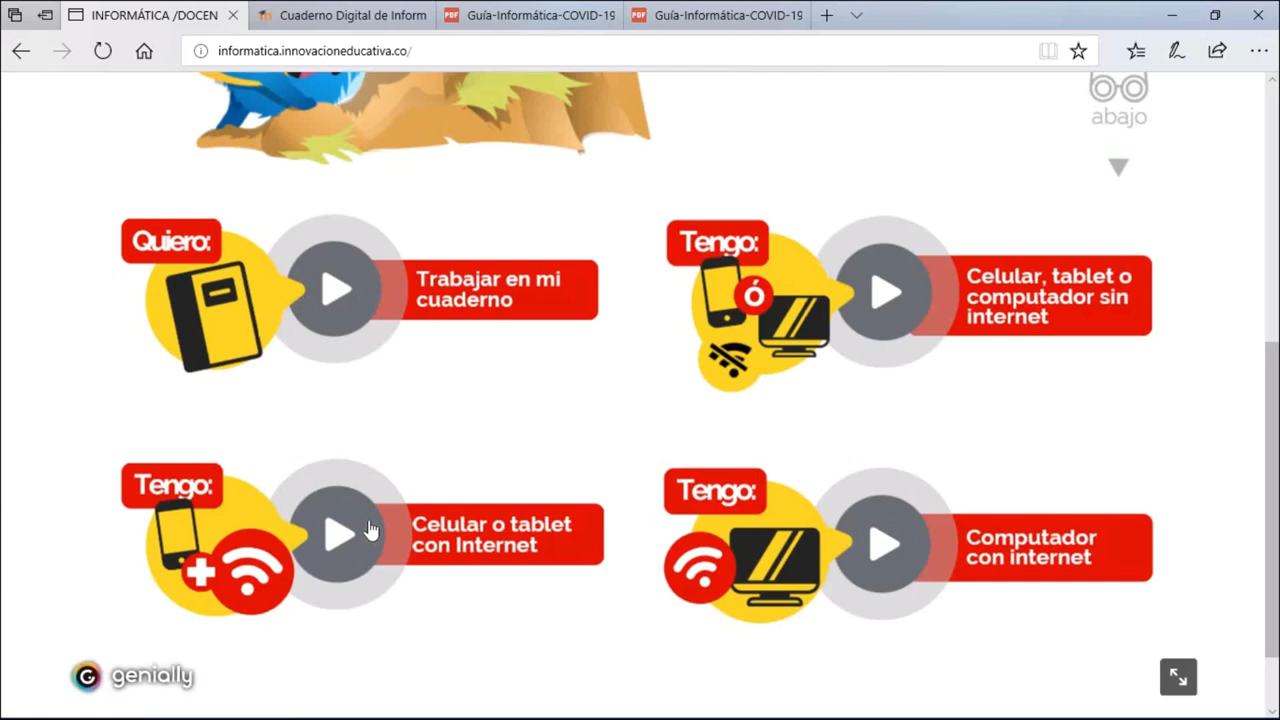 INFORMÁTICA /DOCEN
Cuaderno Digital de Inform
PDF
Guía-Informática-COVID-19
PDF
Guía-Informática-COVID-19
informatica.innovacioneducativa.co/
abajo
Quiero:
Trabajar en mi
cuaderno
Tengo:
Ó
Celular, tablet o
computador sin
internet
Tengo:
Celular o tablet
con Internet
Tengo:
Computador
con internet
G genially